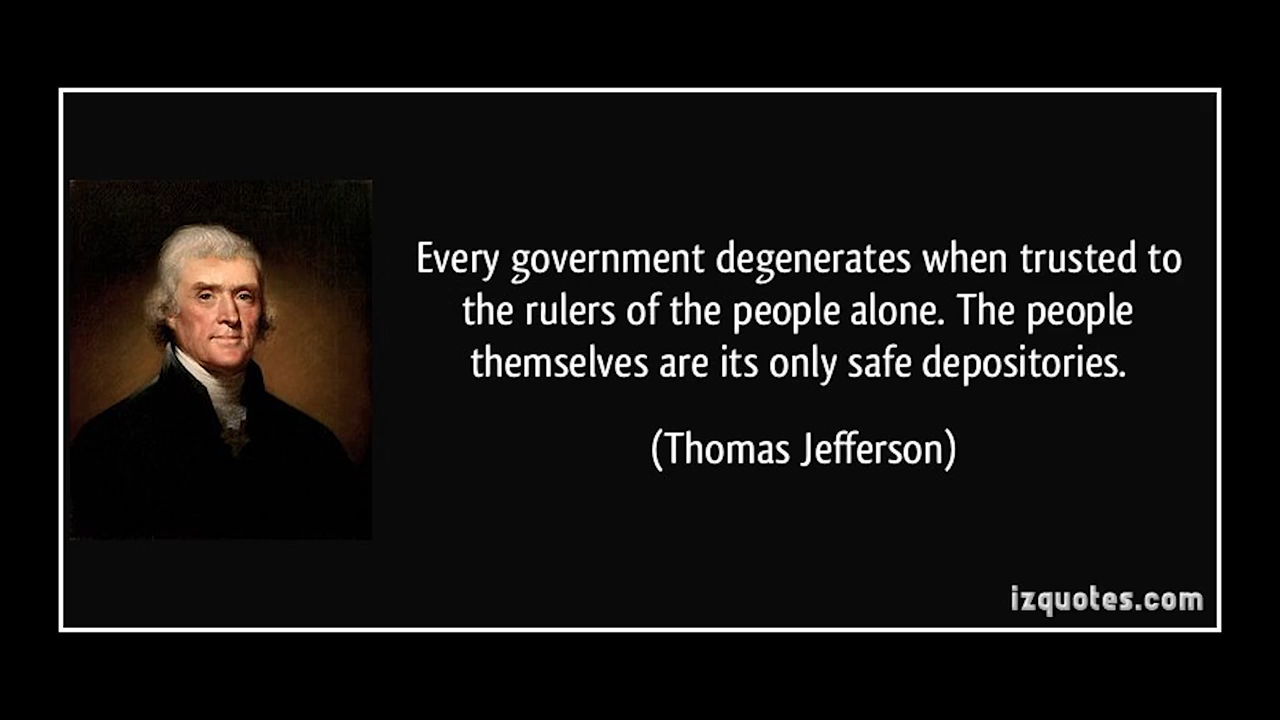 Every government degenerates when trusted to
the rulers of the people alone. The people
themselves are its only safe depositories.
(Thomas Jefferson)
izquotes.com